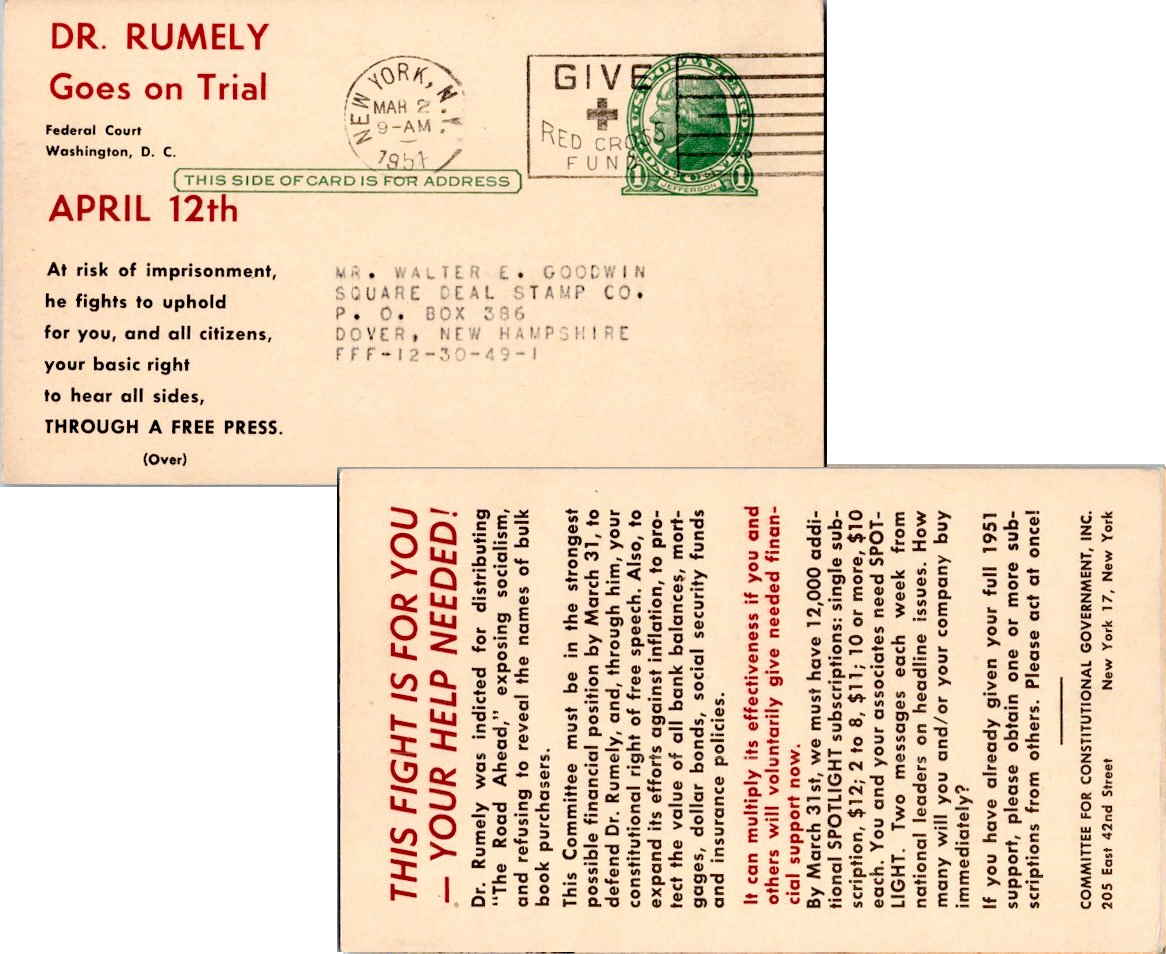 DR. RUMELY
Goes on Trial
Federal Court
Washington, D. C.
APRIL 12th
At risk of imprisonment,
he fights to uphold
for you, and all citizens,
your basic right
to hear all sides,
THROUGH A FREE PRESS.
(Over)
NEW YORK, N.Y.
MAR 2
9-AM
1951
GIVE
RED CROSS
FUND
U.S. POSTAL CARD
ONE CENT
1 JEFFERSON 1
THIS SIDE OF CARD IS FOR ADDRESS
MR. WALTER E. GOODWIN
SQUARE DEAL STAMP CO.
P. O. BOX 386
DOVER, NEW HAMPSHIRE
FFF-12-30-49-1
THIS FIGHT IS FOR YOU
— YOUR HELP NEEDED!
Dr. Rumely was indicted for distributing
"The Road Ahead," exposing socialism,
and refusing to reveal the names of bulk
book purchasers.
This Committee must be in the strongest
possible financial position by March 31, to
defend Dr. Rumely, and, through him, your
constitutional right of free speech. Also, to
expand its efforts against inflation, to pro-
tect the value of all bank balances, mort-
gages, dollar bonds, social security funds
and insurance policies.
It can multiply its effectiveness if you and
others will voluntarily give needed finan-
cial support now.
By March 31st, we must have 12,000 addi-
tional SPOTLIGHT subscriptions: single sub-
scription, $12; 2 to 8, $11; 10 or more, $10
each. You and your associates need SPOT-
LIGHT. Two messages each week from
national leaders on headline issues. How
many will you and/or your company buy
immediately?
If you have already given your full 1951
support, please obtain one or more sub-
scriptions from others. Please act at once!
COMMITTEE FOR CONSTITUTIONAL GOVERNMENT, INC.
205 East 42nd Street New York 17, New York